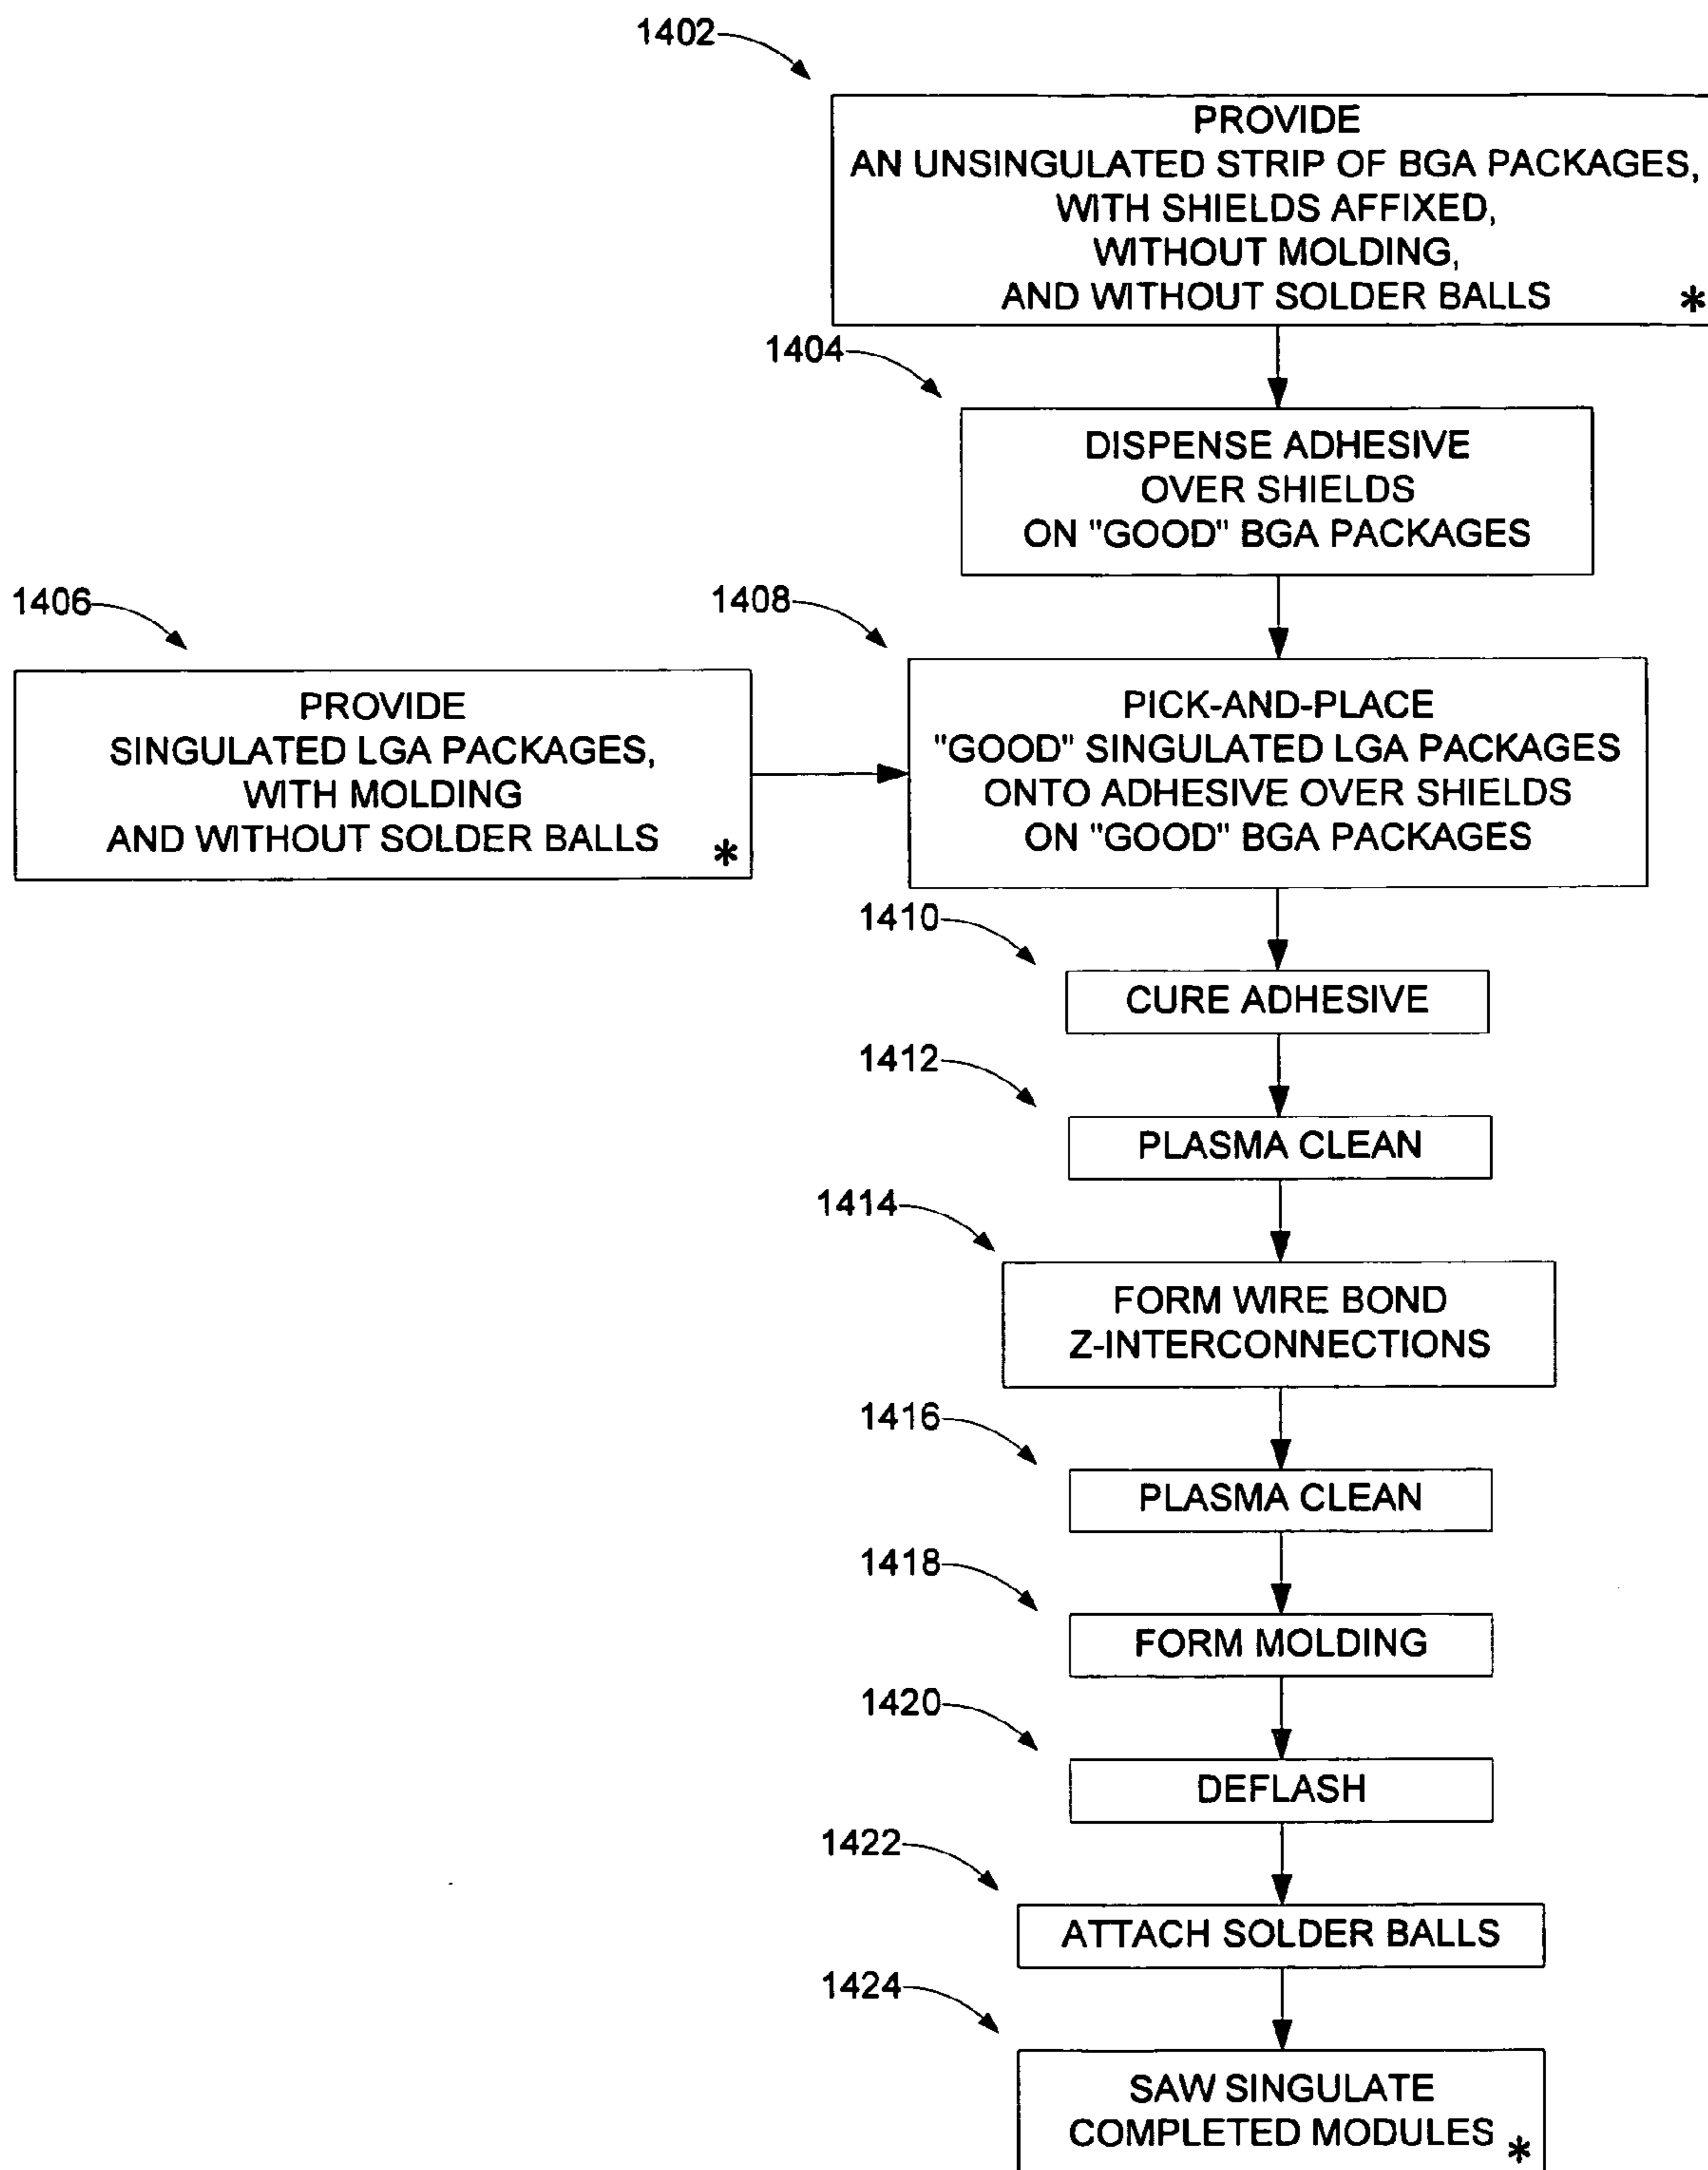 1402
PROVIDE
AN UNSINGULATED STRIP OF BGA PACKAGES,
WITH SHIELDS AFFIXED,
WITHOUT MOLDING,
AND WITHOUT SOLDER BALLS *
1404
DISPENSE ADHESIVE
OVER SHIELDS
ON "GOOD" BGA PACKAGES
1406
PROVIDE
SINGULATED LGA PACKAGES,
WITH MOLDING
AND WITHOUT SOLDER BALLS *
1408
PICK-AND-PLACE
"GOOD" SINGULATED LGA PACKAGES
ONTO ADHESIVE OVER SHIELDS
ON "GOOD" BGA PACKAGES
1410
CURE ADHESIVE
1412
PLASMA CLEAN
1414
FORM WIRE BOND
Z-INTERCONNECTIONS
1416
PLASMA CLEAN
1418
FORM MOLDING
1420
DEFLASH
1422
ATTACH SOLDER BALLS
1424
SAW SINGULATE
COMPLETED MODULES *